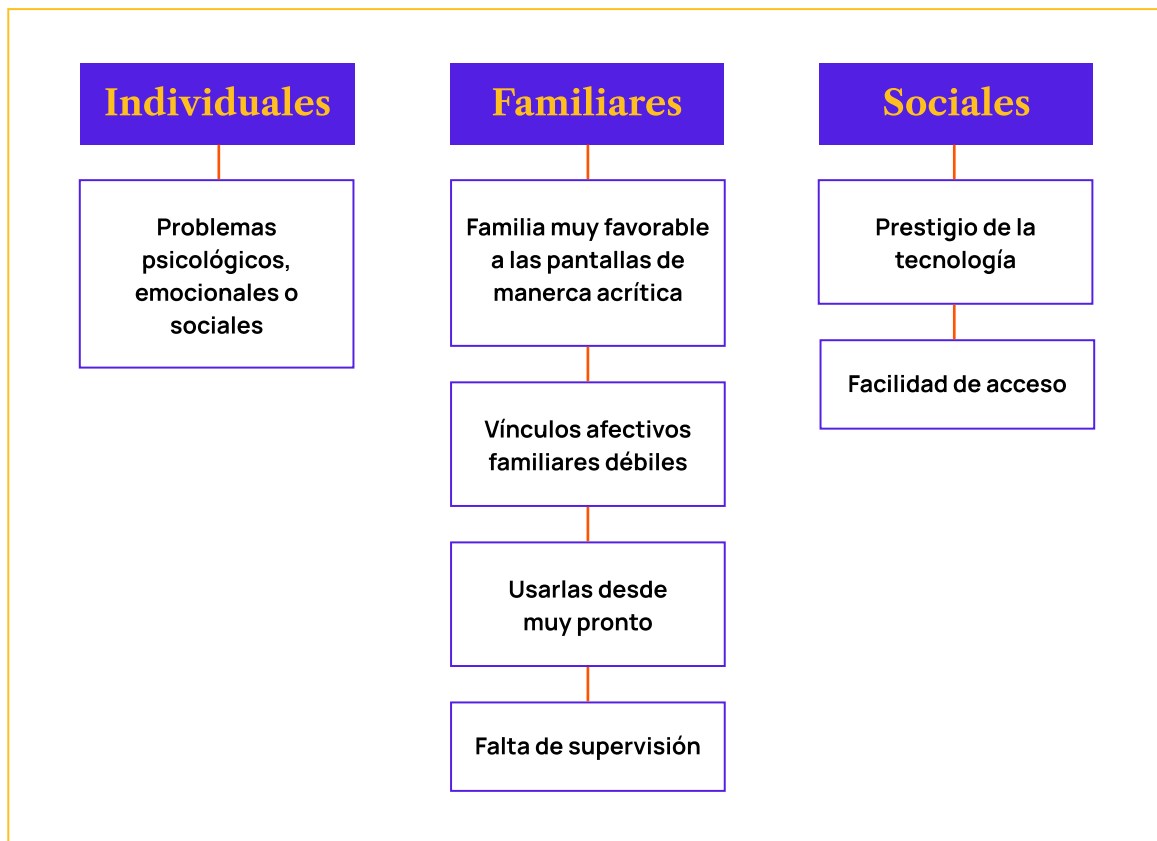 Individuales
Problemas
psicológicos,
emocionales o
sociales
Familiares
Familia muy favorable
a las pantallas de
manerca acrítica
Vínculos afectivos
familiares débiles
Usarlas desde
muy pronto
Falta de supervisión
Sociales
Prestigio de la
tecnología
Facilidad de acceso